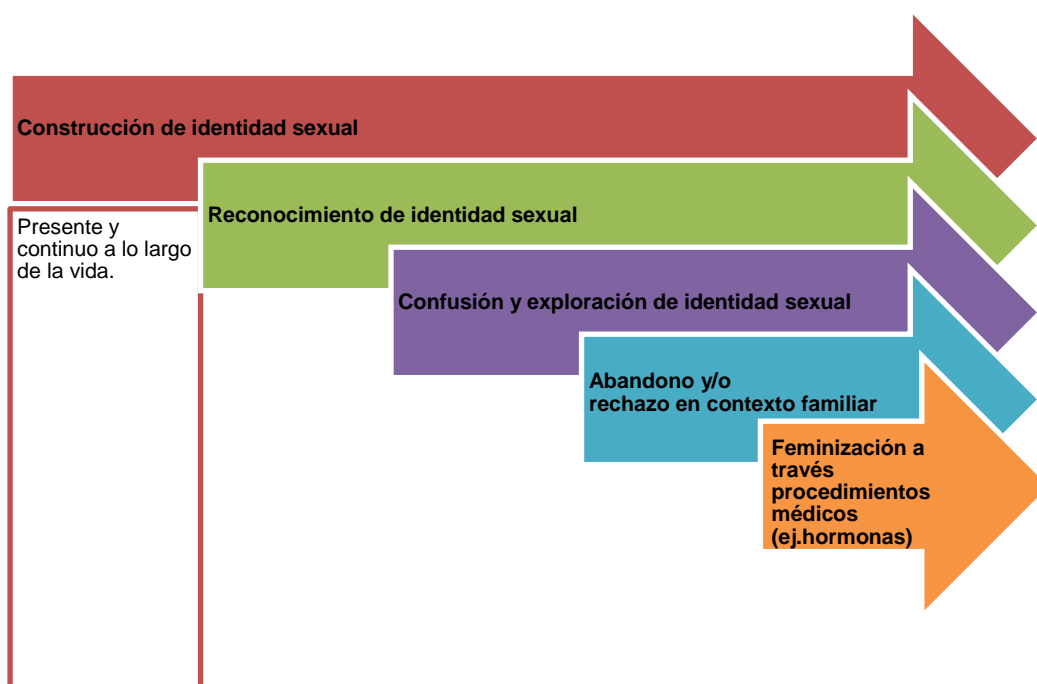 Construcción de identidad sexual
Presente y
continuo a lo largo
de la vida.
Reconocimiento de identidad sexual
Confusión y exploración de identidad sexual
Abandono y/o
rechazo en contexto familiar
Feminización a
través
procedimientos
médicos
(ej.hormonas)